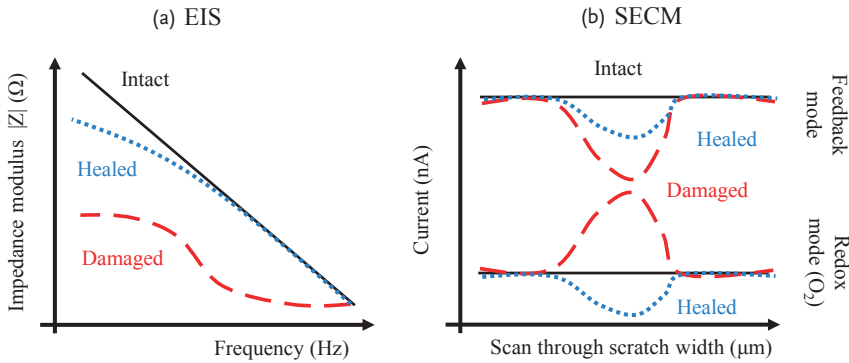 (a) EIS
Impedance modulus |Z| (Ω)
Intact
Healed
Damaged
Frequency (Hz)
(b) SECM
Current (nA)
Intact
Healed
Damaged
Healed
Feedback
mode
Redox
mode (O₂)
Scan through scratch width (μm)